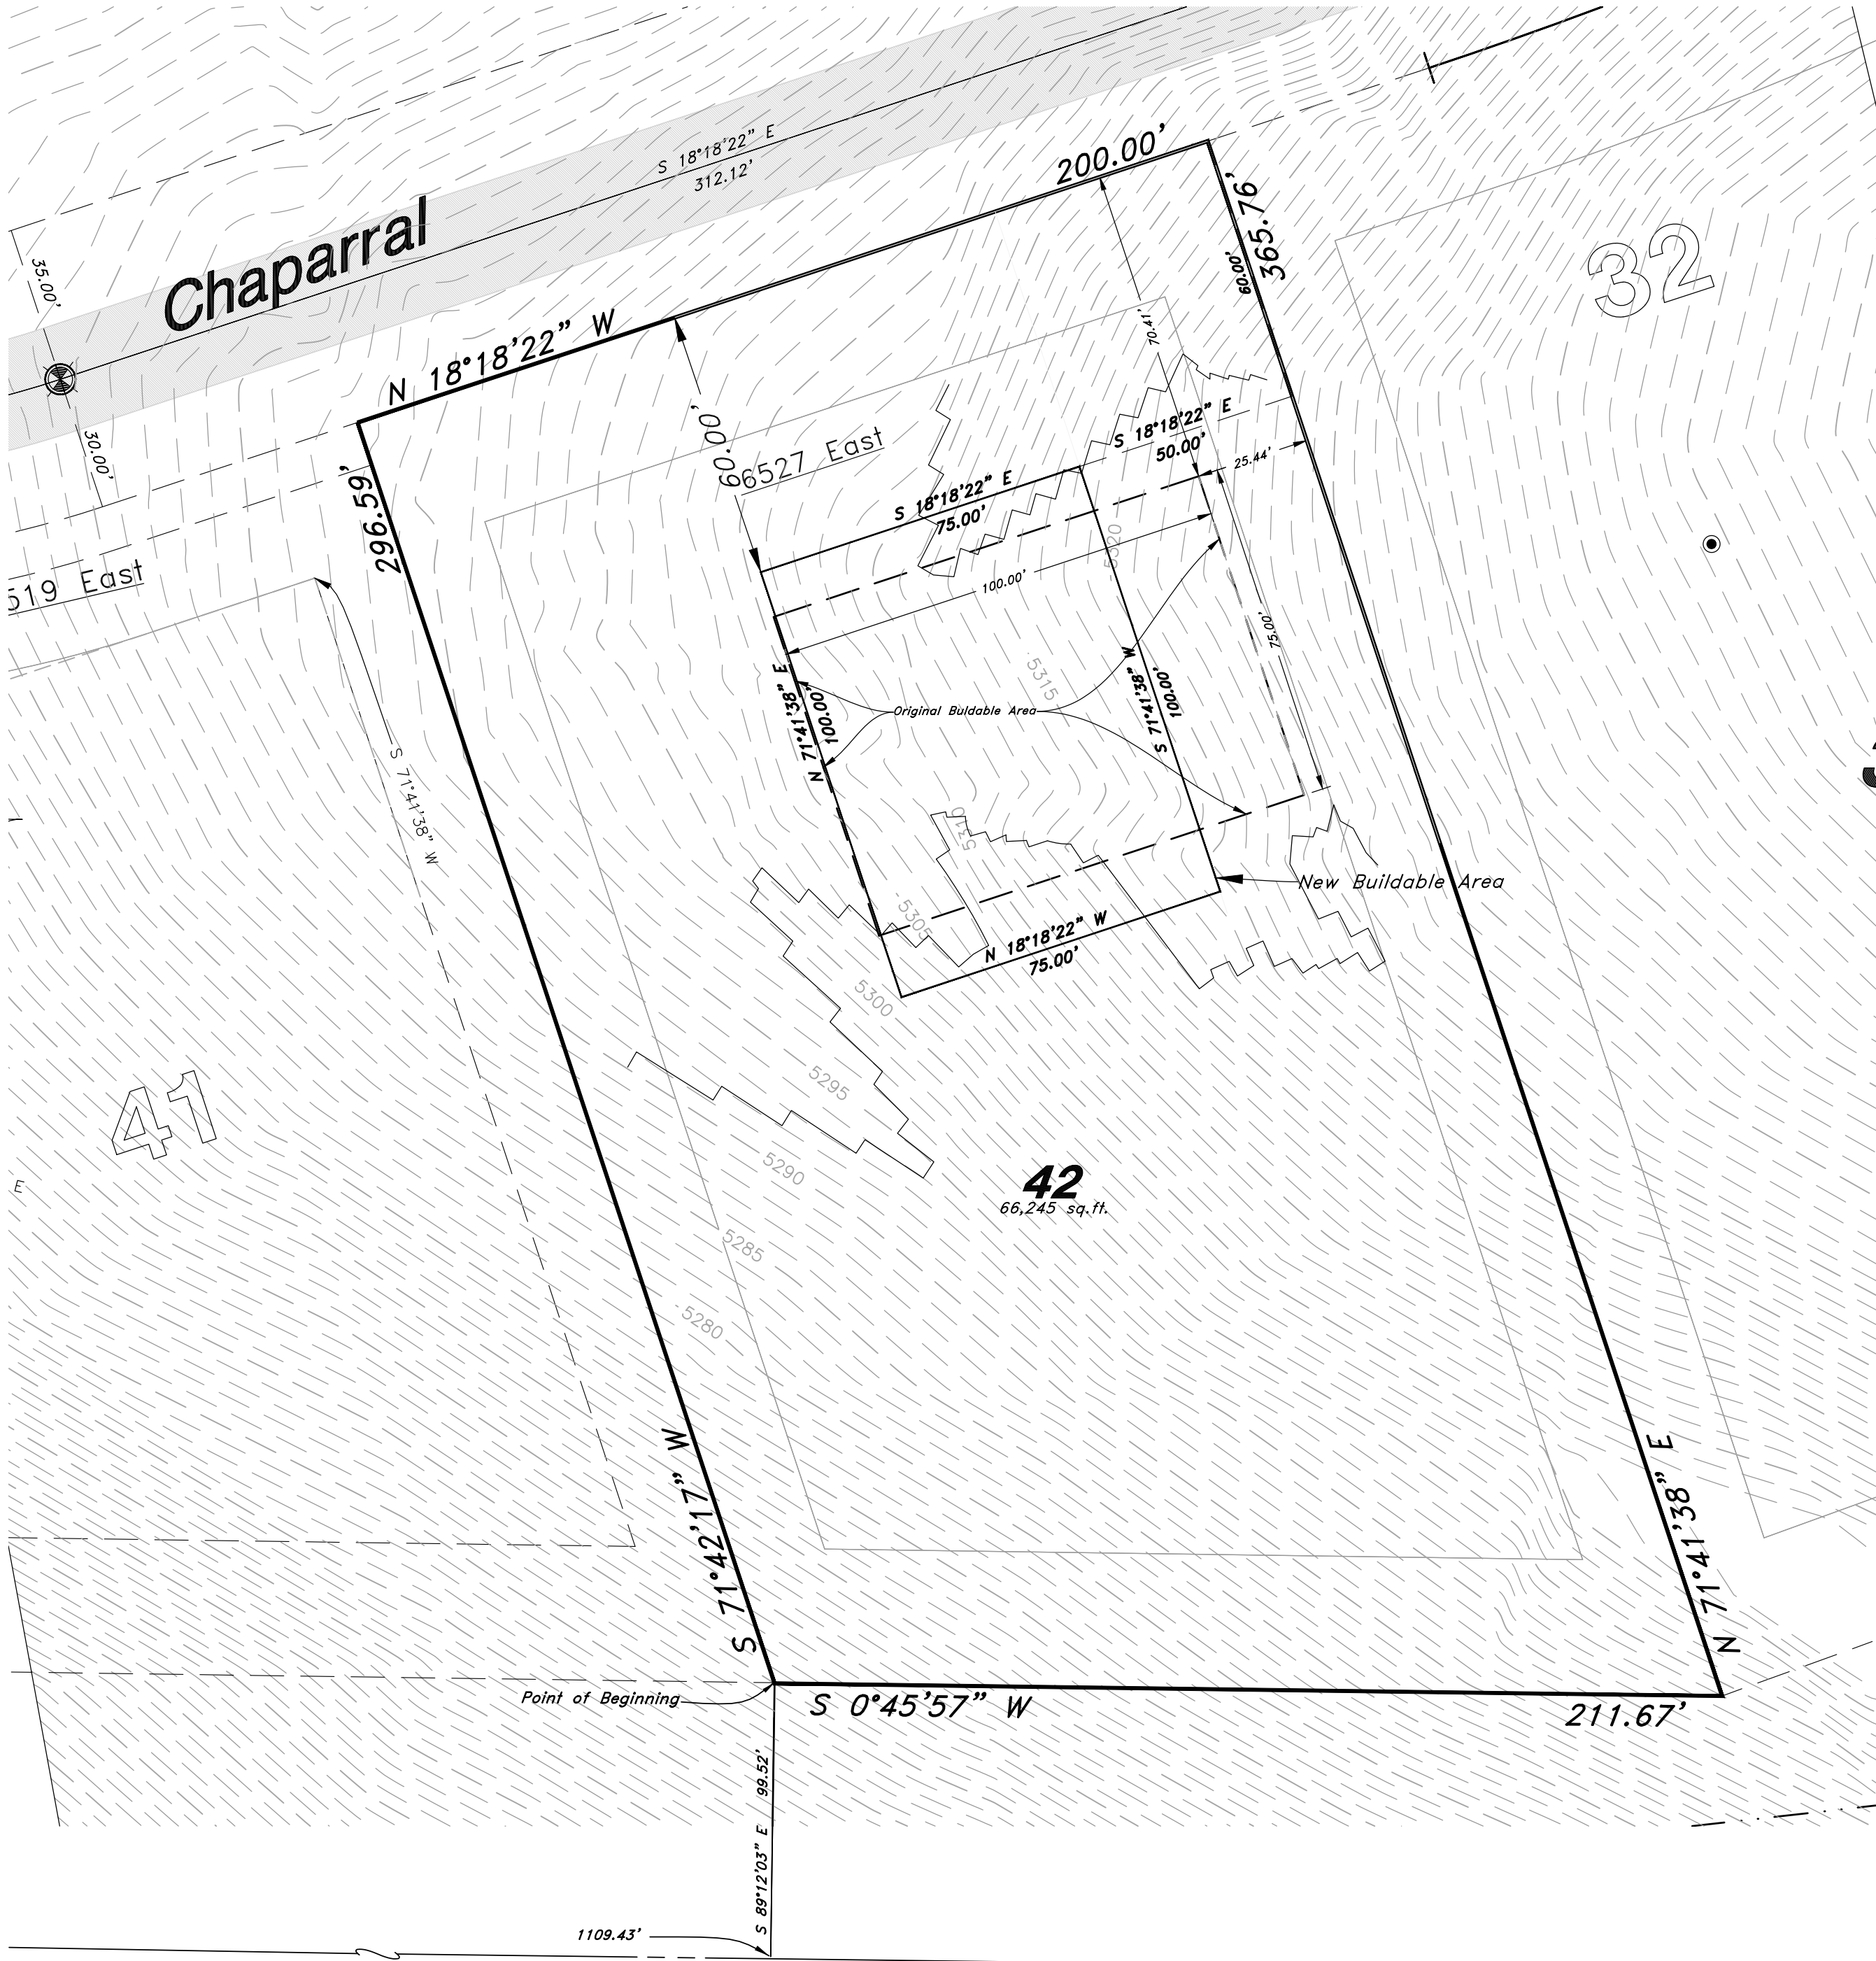 S 18°18'22" E
312.12'
Chaparral
35.00'
30.00'
N 18°18'22" W
200.00'
365.76'
60.00'
32
296.59'
60.00'
6527 East
519 East
70.41'
S 18°18'22" E
50.00'
25.44'
S 18°18'22" E
75.00'
100.00'
5320
75.00'
5315
N 71°41'38" E
100.00'
Original Buldable Area
S 71°41'38" W
100.00'
S 71°41'38" W
5310
New Buildable Area
5305
N 18°18'22" W
75.00'
5300
5295
41
E
5290
42
66,245 sq.ft.
5285
5280
S 71°42'17" W
N 71°41'38" E
Point of Beginning
S 0°45'57" W
211.67'
S 89°12'03" E 99.52'
1109.43'